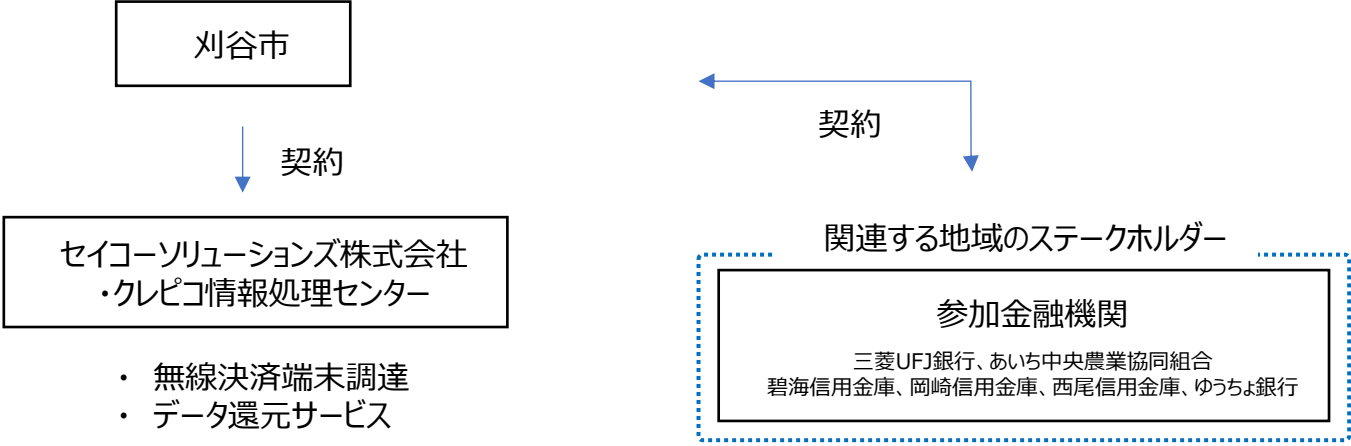 刈谷市
契約
契約
セイコーソリューションズ株式会社
・クレピコ情報処理センター
・ 無線決済端末調達
・ データ還元サービス
関連する地域のステークホルダー
参加金融機関
三菱UFJ銀行、あいち中央農業協同組合
碧海信用金庫、岡崎信用金庫、西尾信用金庫、ゆうちょ銀行